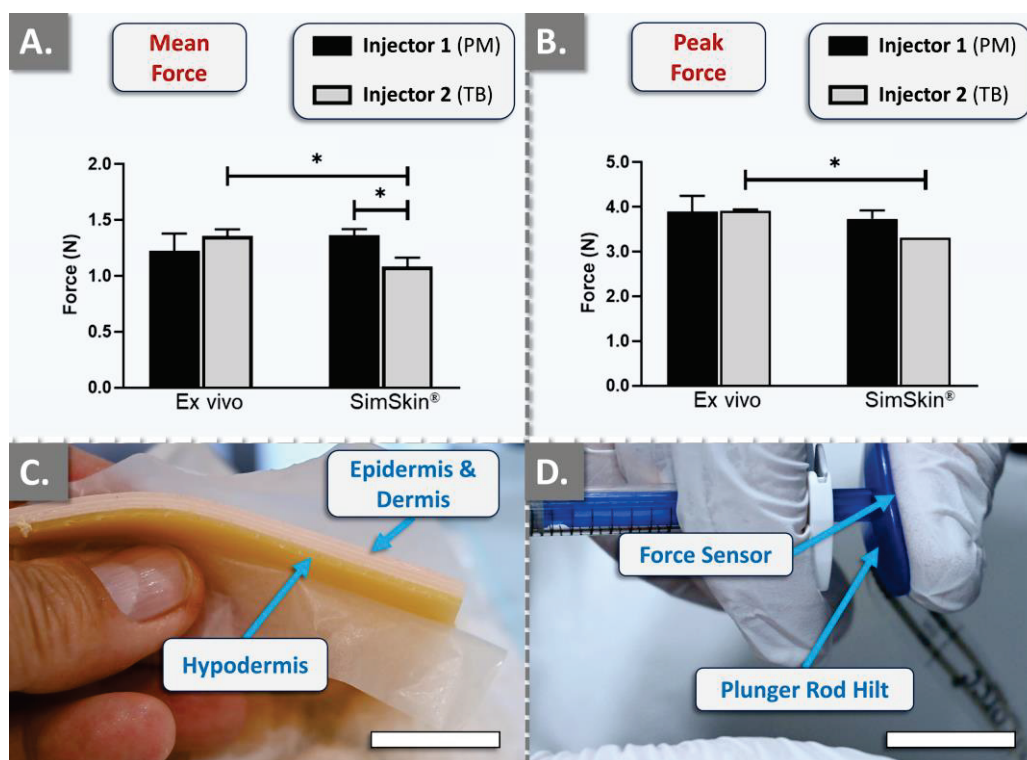 A.
Mean
Force
Injector 1 (PM)
Injector 2 (TB)
Force (N)
2.0
1.5
1.0
0.5
0.0
*
*
Ex vivo
SimSkin®
B.
Peak
Force
Injector 1 (PM)
Injector 2 (TB)
Force (N)
5.0
4.0
3.0
2.0
1.0
0.0
*
Ex vivo
SimSkin®
C.
Epidermis &
Dermis
Hypodermis
D.
Force Sensor
Plunger Rod Hilt